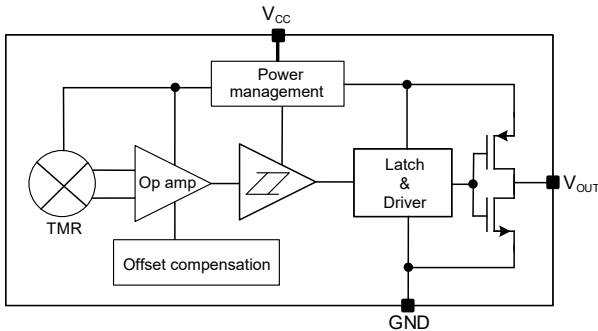 V_CC
Power
management
Op amp
TMR
Offset compensation
Latch
&
Driver
V_OUT
GND